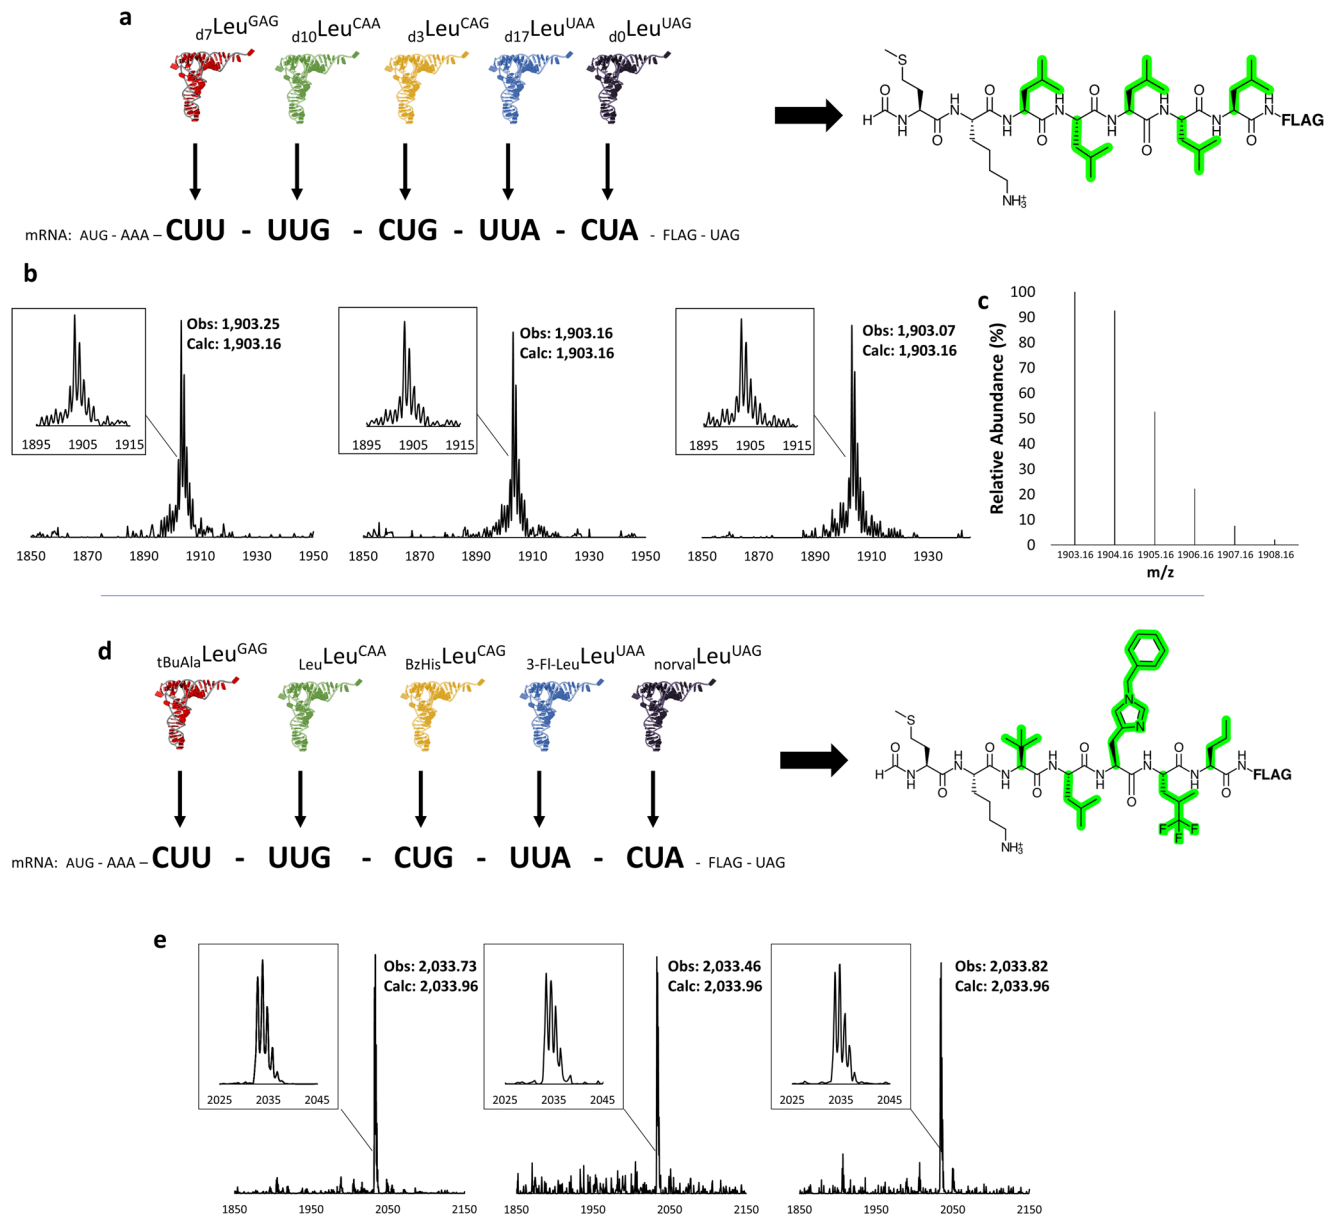 a
d7LeuGAG d10LeuCAA d3LeuCAG d17LeuUAA d0LeuUAG
S
H N H O H N O N H O H N O N H O H N O HN FLAG
NH3+
mRNA: AUG - AAA – CUU - UUG - CUG - UUA - CUA - FLAG - UAG
b
Obs: 1,903.25
Calc: 1,903.16
1895 1905 1915
1850 1870 1890 1910 1930 1950
Obs: 1,903.16
Calc: 1,903.16
1895 1905 1915
1850 1870 1890 1910 1930 1950
Obs: 1,903.07
Calc: 1,903.16
1895 1905 1915
1850 1870 1890 1910 1930
c
Relative Abundance (%)
100
90
80
70
60
50
40
30
20
10
0
1903.16 1904.16 1905.16 1906.16 1907.16 1908.16
m/z
d
tBuAlaLeuGAG LeuLeuCAA BzHisLeuCAG 3-Fl-LeuLeuUAA norvalLeuUAG
S
N
N
H O N H O H N O N H O H N O N H O H N O HN FLAG
F F F
NH3+
mRNA: AUG - AAA – CUU - UUG - CUG - UUA - CUA - FLAG - UAG
e
Obs: 2,033.73
Calc: 2,033.96
2025 2035 2045
1850 1950 2050 2150
Obs: 2,033.46
Calc: 2,033.96
2025 2035 2045
1850 1950 2050 2150
Obs: 2,033.82
Calc: 2,033.96
2025 2035 2045
1850 1950 2050 2150